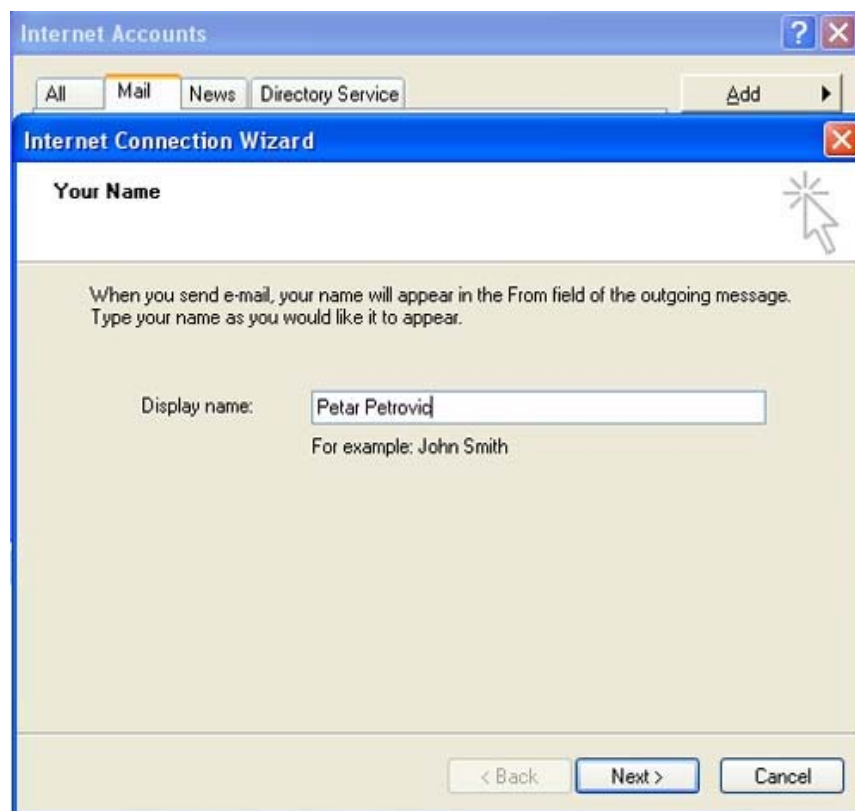 Internet Accounts
All Mail News Directory Service Add
Internet Connection Wizard
Your Name
When you send e-mail, your name will appear in the From field of the outgoing message.
Type your name as you would like it to appear.
Display name: Petar Petrovic
For example: John Smith
< Back Next > Cancel